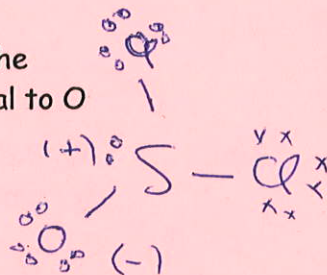 Cl
ne
al to O
(+) S — Cl
O (-)